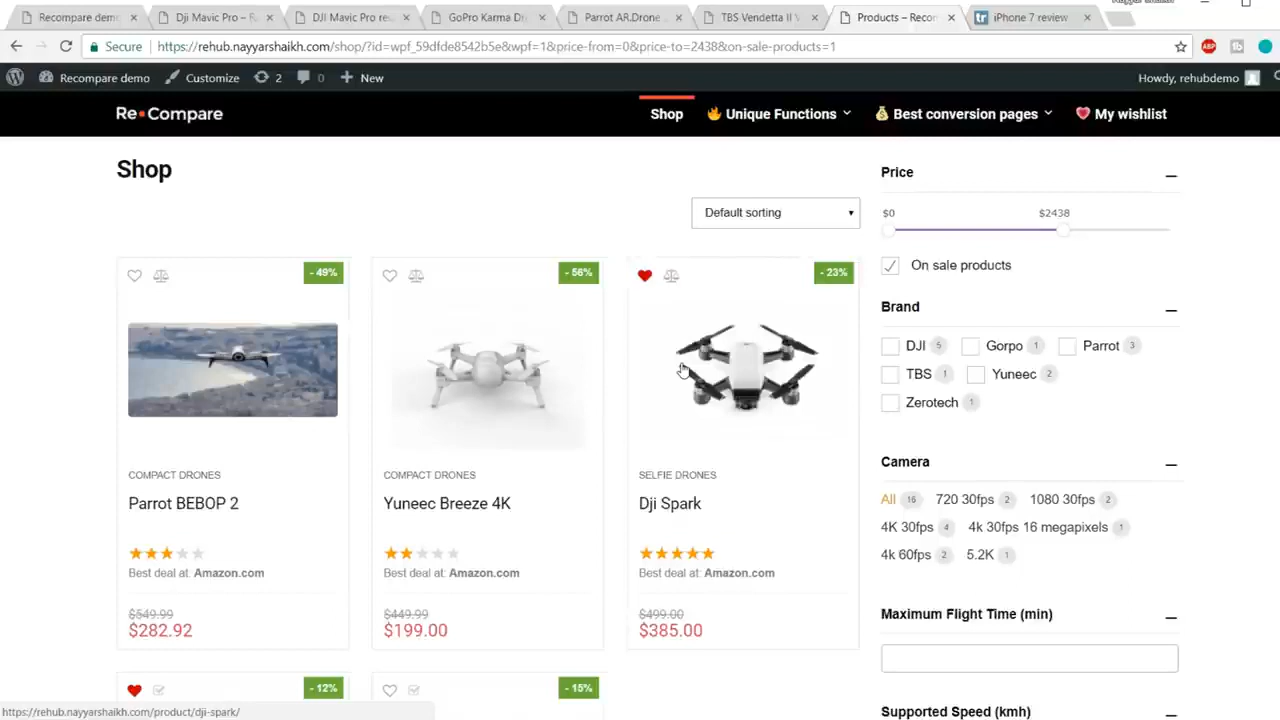 Recompare demo
Dji Mavic Pro – R
DJI Mavic Pro re
GoPro Karma Dr
Parrot AR.Drone
TBS Vendetta II V
Products – Recor
iPhone 7 review
Secure
https://rehub.nayyarshaikh.com/shop/?id=wpf_59dfde8542b5e&wpf=1&price-from=0&price-to=2438&on-sale-products=1
ABP
Recompare demo
Customize
2
0
New
Howdy, rehubdemo
Re•Compare
Shop
Unique Functions
Best conversion pages
My wishlist
Shop
Default sorting
- 49%
- 56%
- 23%
COMPACT DRONES
COMPACT DRONES
SELFIE DRONES
Parrot BEBOP 2
Yuneec Breeze 4K
Dji Spark
Best deal at: Amazon.com
Best deal at: Amazon.com
Best deal at: Amazon.com
$549.99
$449.99
$499.00
$282.92
$199.00
$385.00
- 12%
- 15%
Price
$0
$2438
On sale products
Brand
DJI 5
Gorpo 1
Parrot 3
TBS 1
Yuneec 2
Zerotech 1
Camera
All 16
720 30fps 2
1080 30fps 2
4K 30fps 4
4k 30fps 16 megapixels 1
4k 60fps 2
5.2K 1
Maximum Flight Time (min)
Supported Speed (kmh)
https://rehub.nayyarshaikh.com/product/dji-spark/